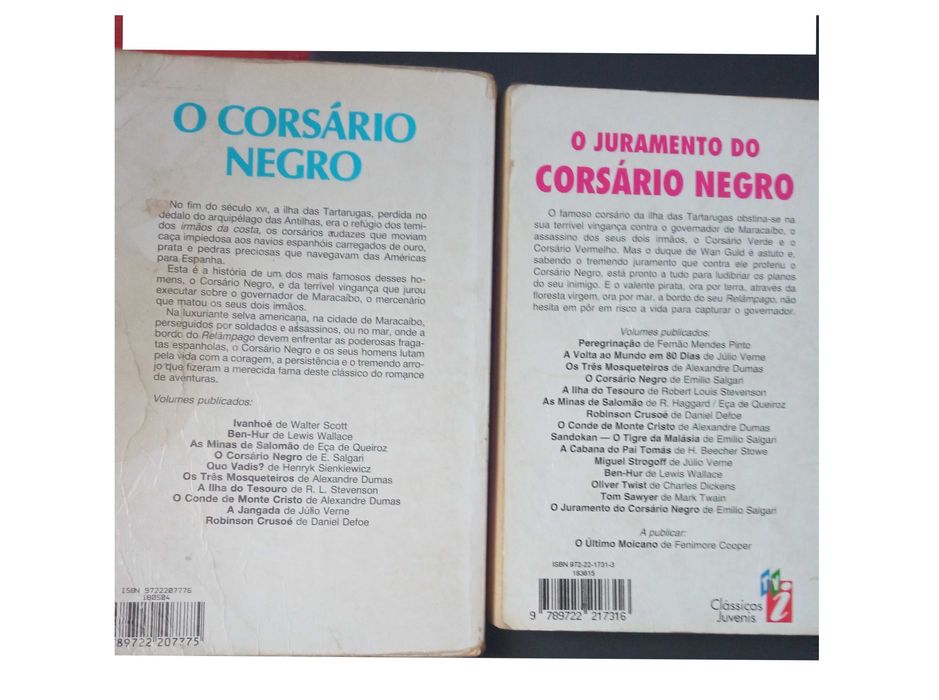 O CORSÁRIO
NEGRO
No fim do século XVI, a ilha das Tartarugas, perdida no
dédalo do arquipélago das Antilhas, era o refúgio dos temi-
dos irmãos da costa, os corsários audazes que moviam
caça impiedosa aos navios espanhóis carregados de ouro,
prata e pedras preciosas que navegavam das Américas
para Espanha.
Esta é a história de um dos mais famosos desses ho-
mens, o Corsário Negro, e da terrível vingança que jurou
executar sobre o governador de Maracaíbo, o mercenário
que matou os seus dois irmãos.
Na luxuriante selva americana, na cidade de Maracaíbo,
perseguidos por soldados e assassinos, ou no mar, onde a
bordo do Relâmpago devem enfrentar as poderosas fraga-
tas espanholas, o Corsário Negro e os seus homens lutam
pela vida com a coragem, a persistência e o tremendo arro-
jo que fizeram a merecida fama deste clássico do romance
de aventuras.
Volumes publicados:
Ivanhoé de Walter Scott
Ben-Hur de Lewis Wallace
As Minas de Salomão de Eça de Queiroz
O Corsário Negro de E. Salgari
Quo Vadis? de Henryk Sienkiewicz
Os Três Mosqueteiros de Alexandre Dumas
A Ilha do Tesouro de R. L. Stevenson
O Conde de Monte Cristo de Alexandre Dumas
A Jangada de Júlio Verne
Robinson Crusoé de Daniel Defoe
ISBN 9722207776
180504
789722 207775
O JURAMENTO DO
CORSÁRIO NEGRO
O famoso corsário da ilha das Tartarugas obstina-se na
sua terrível vingança contra o governador de Maracaíbo, o
assassino dos seus dois irmãos, o Corsário Verde e o
Corsário Vermelho. Mas o duque de Wan Guld é astuto e,
sabendo o tremendo juramento que contra ele proferiu o
Corsário Negro, está pronto a tudo para ludibriar os planos
do seu inimigo. E o valente pirata, ora por terra, através da
floresta virgem, ora por mar, a bordo do seu Relâmpago, não
hesita em pôr em risco a vida para capturar o governador.
Volumes publicados:
Peregrinação de Fernão Mendes Pinto
A Volta ao Mundo em 80 Dias de Júlio Verne
Os Três Mosqueteiros de Alexandre Dumas
O Corsário Negro de Emilio Salgari
A Ilha do Tesouro de Robert Louis Stevenson
As Minas de Salomão de R. Haggard / Eça de Queiroz
Robinson Crusoé de Daniel Defoe
O Conde de Monte Cristo de Alexandre Dumas
Sandokan — O Tigre da Malásia de Emilio Salgari
A Cabana do Pai Tomás de H. Beecher Stowe
Miguel Strogoff de Júlio Verne
Ben-Hur de Lewis Wallace
Oliver Twist de Charles Dickens
Tom Sawyer de Mark Twain
O Juramento do Corsário Negro de Emilio Salgari
A publicar:
O Último Moicano de Fenimore Cooper
ISBN 972-22-1731-3
183615
9 789722 217316
Clássicos
Juvenis